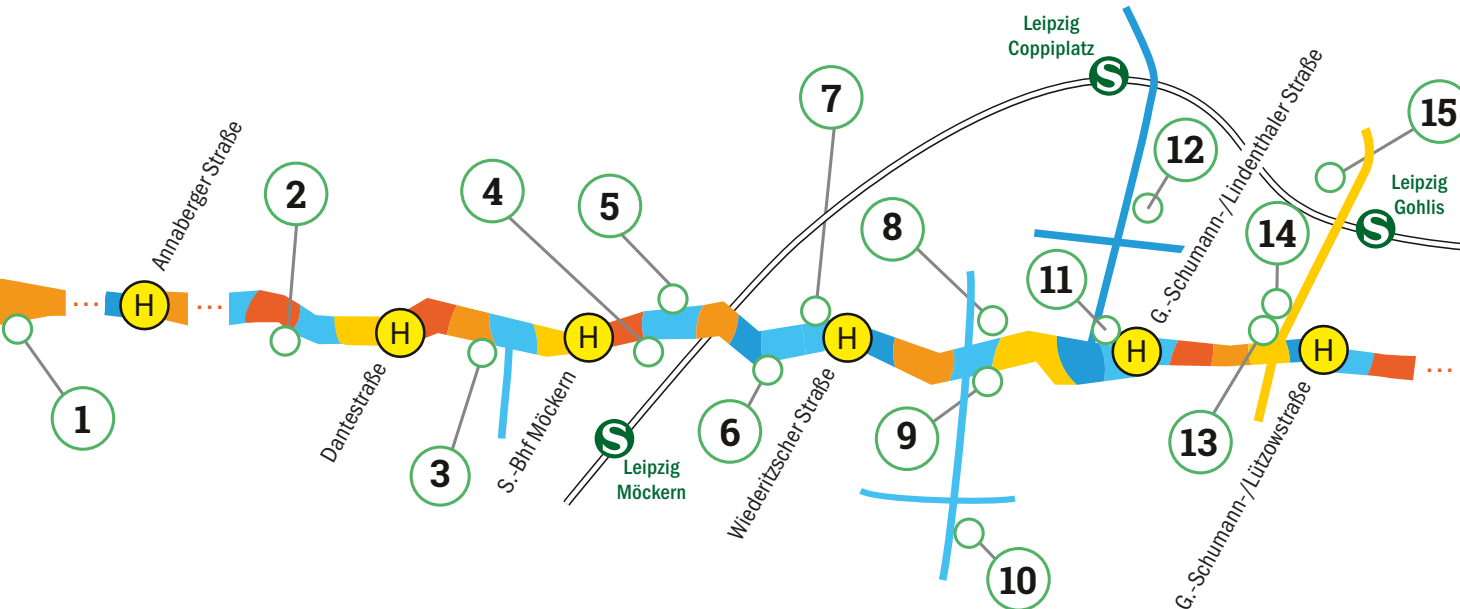 Leipzig
Coppiplatz
S
7
15
12
G.-Schumann-/Lindenthaler Straße
Annaberger Straße
2
4
5
8
14
Leipzig
Gohlis
S
11
H
H
H
H
H
H
1
Dantestraße
3
S.-Bhf Möckern
S
Leipzig
Möckern
6
Wiederitzscher Straße
9
13
G.-Schumann-/Lützowstraße
10